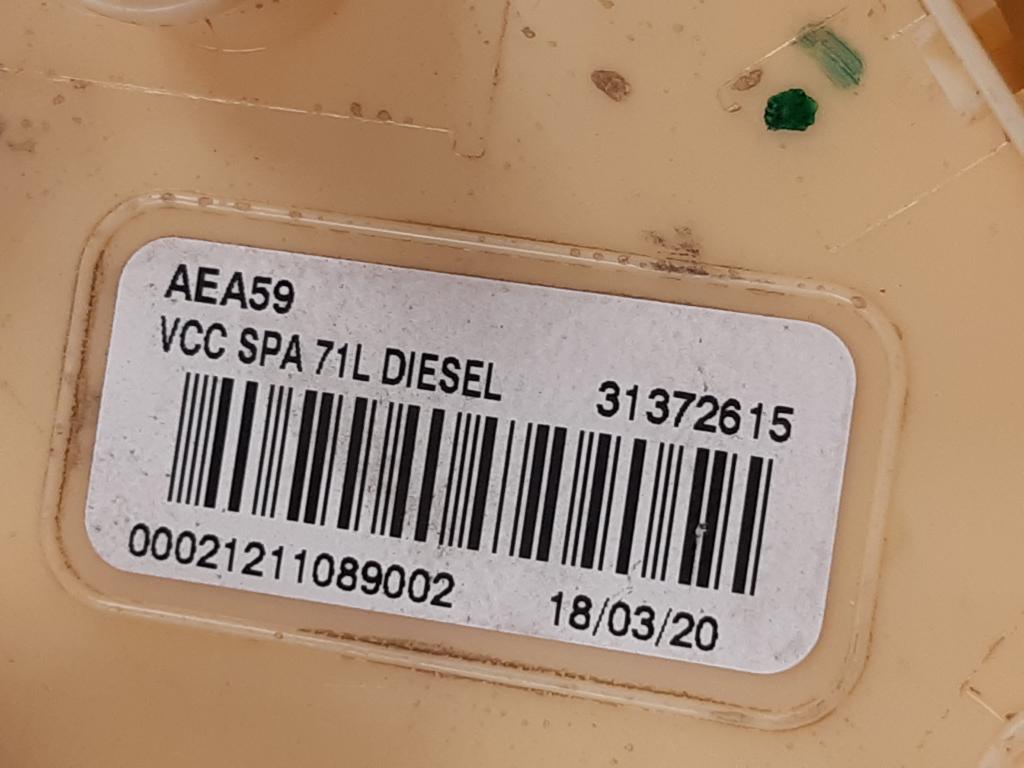 AEA59
VCC SPA 71L DIESEL
31372615
00021211089002
18/03/20